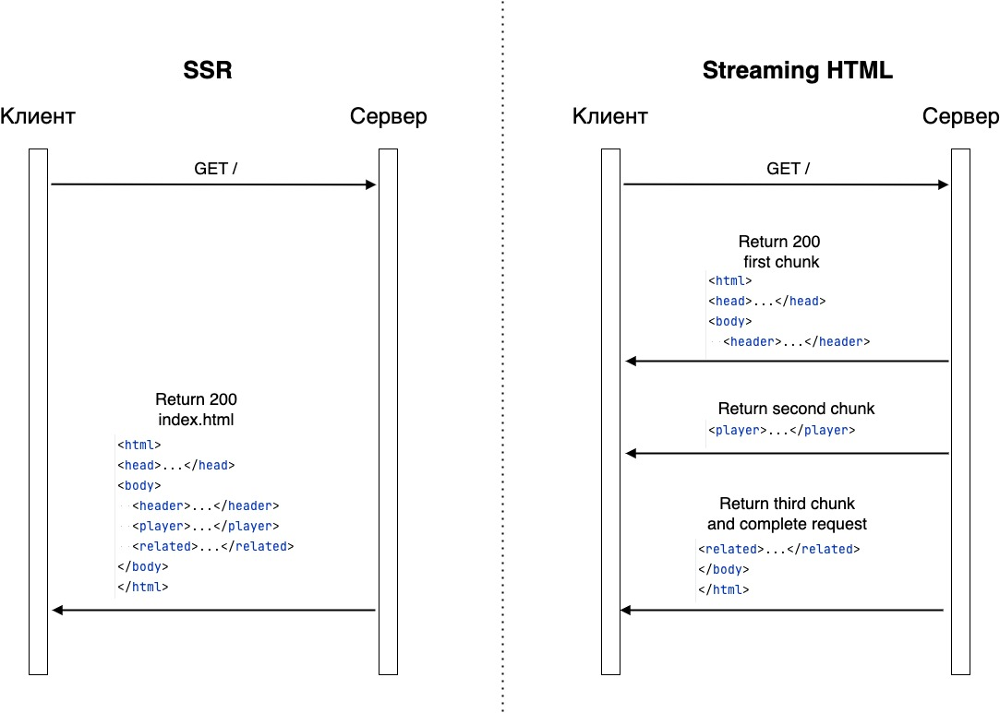 SSR
Клиент
Сервер
GET /
Return 200
index.html
<html>
<head>...</head>
<body>
<header>...</header>
<player>...</player>
<related>...</related>
</body>
</html>
Streaming HTML
Клиент
Сервер
GET /
Return 200
first chunk
<html>
<head>...</head>
<body>
<header>...</header>
Return second chunk
<player>...</player>
Return third chunk
and complete request
<related>...</related>
</body>
</html>